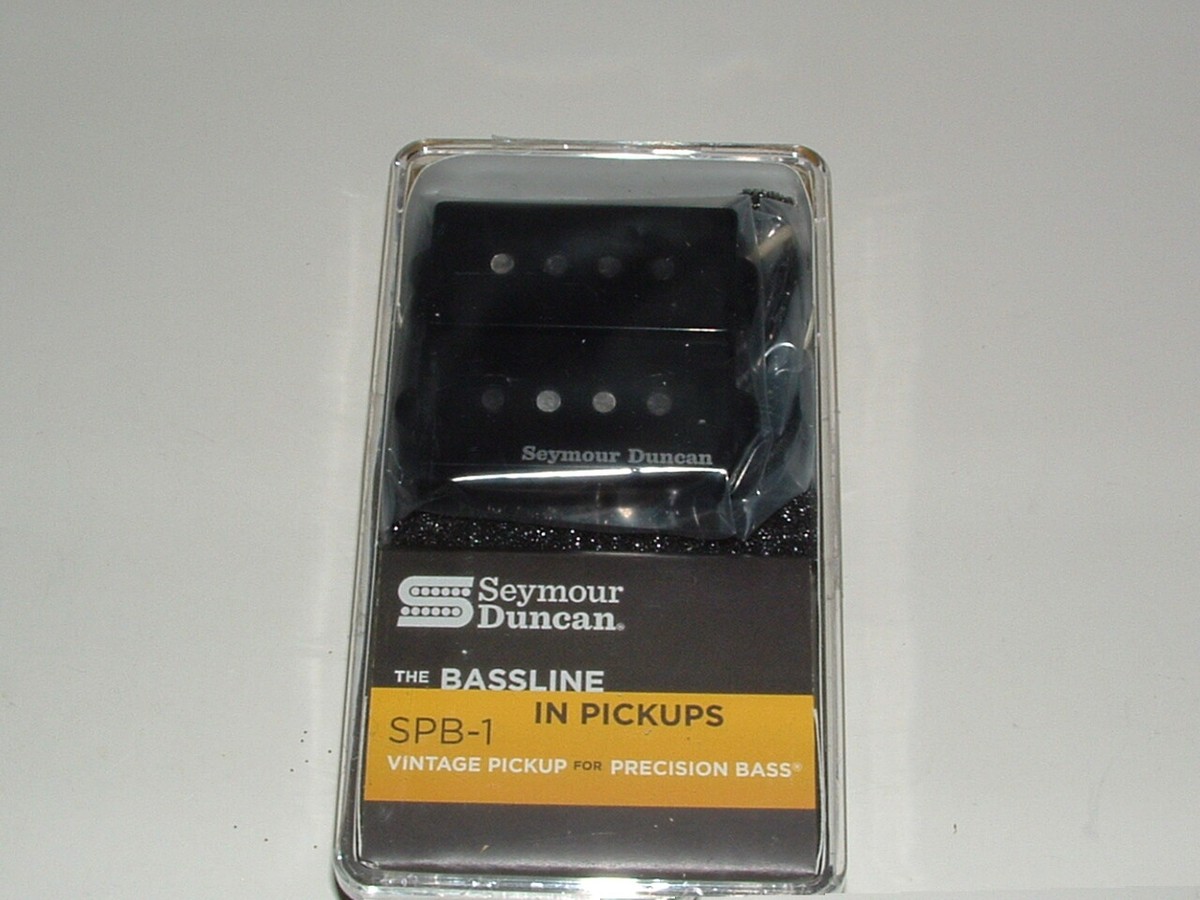 Seymour Duncan
Seymour
Duncan®
THE BASSLINE
IN PICKUPS
SPB-1
VINTAGE PICKUP FOR PRECISION BASS®